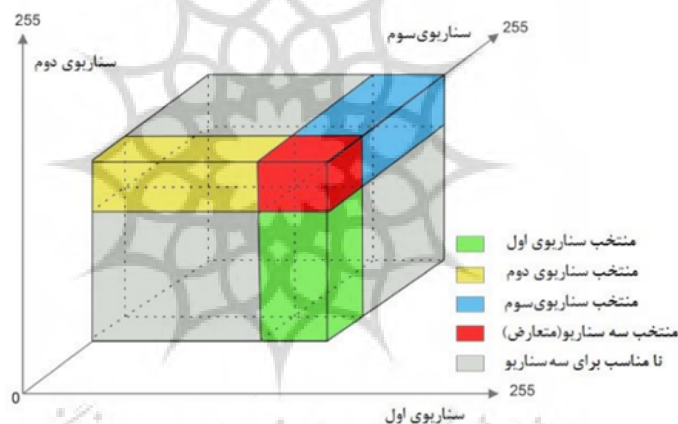 255
سناریوی سوم
255
سناریوی دوم
منتخب سناریوی اول
منتخب سناریوی دوم
منتخب سناریوی سوم
منتخب سه سناریو(متعارض)
نا مناسب برای سه سناریو
0
255
سناریوی اول